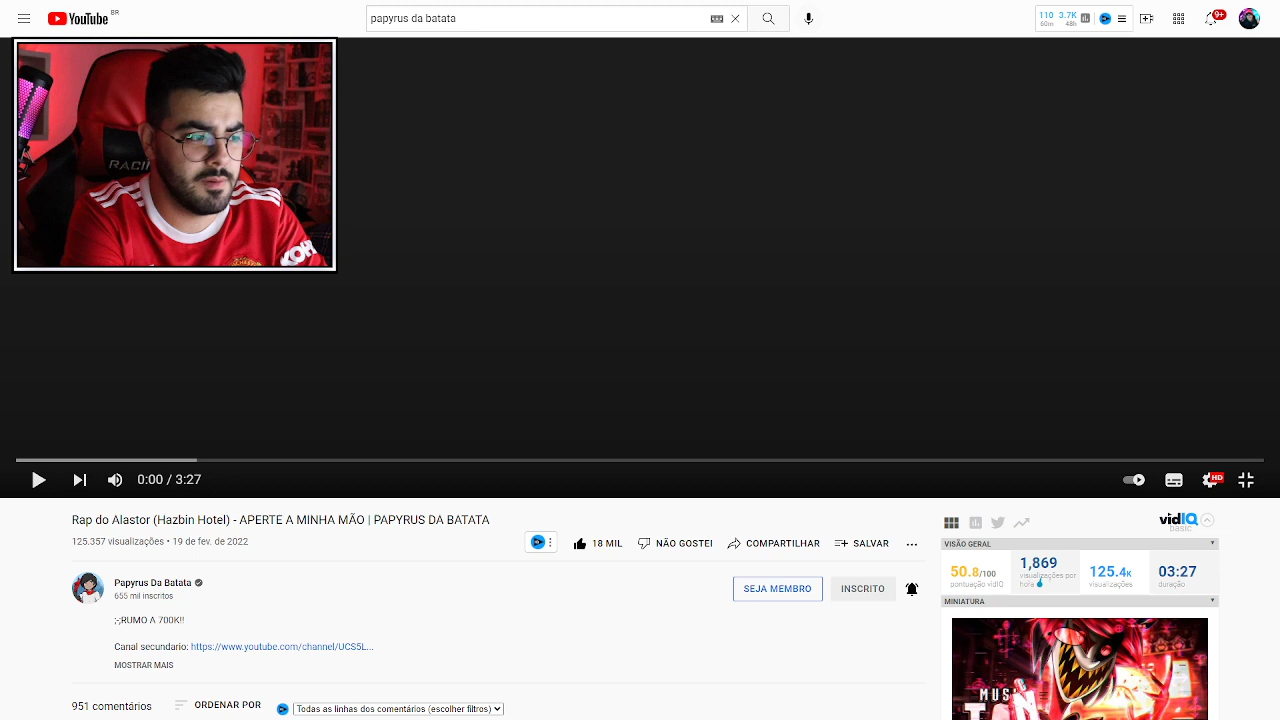 YouTube BR
papyrus da batata
110 3.7K
60m 48h
9+
RACIN
KOH
0:00 / 3:27
HD
Rap do Alastor (Hazbin Hotel) - APERTE A MINHA MÃO | PAPYRUS DA BATATA
125.357 visualizações • 19 de fev. de 2022
18 MIL
NÃO GOSTEI
COMPARTILHAR
SALVAR
Papyrus Da Batata
655 mil inscritos
SEJA MEMBRO
INSCRITO
;-;RUMO A 700K!!
Canal secundario: https://www.youtube.com/channel/UCS5L...
MOSTRAR MAIS
951 comentários
ORDENAR POR
Todas as linhas dos comentários (escolher filtros)
vidIQ
basic
VISÃO GERAL
50.8/100
pontuação vidIQ
1,869
visualizações por
hora
125.4K
visualizações
03:27
duração
MINIATURA
MUS